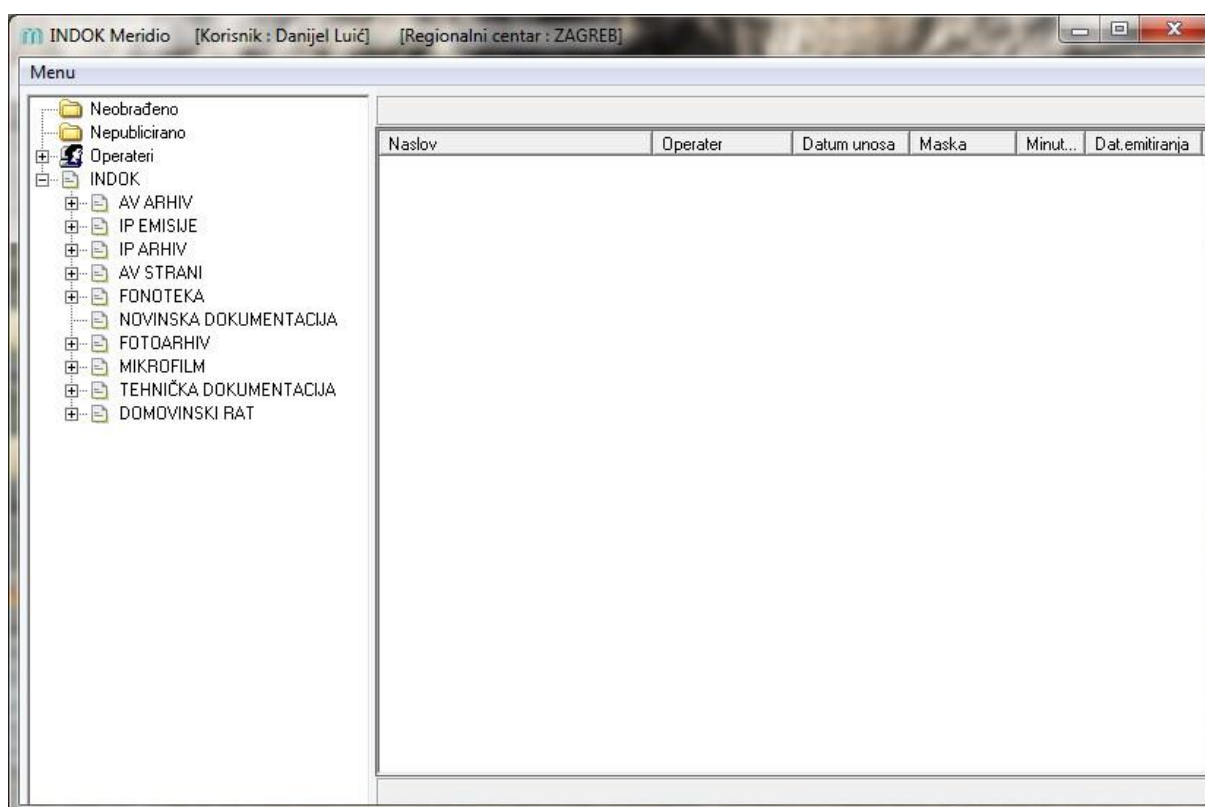 INDOK Meridio [Korisnik : Danijel Luić] [Regionalni centar : ZAGREB]
Menu
Neobrađeno
Nepublicirano
Operateri
INDOK
AV ARHIV
IP EMISIJE
IP ARHIV
AV STRANI
FONOTEKA
NOVINSKA DOKUMENTACIJA
FOTOARHIV
MIKROFILM
TEHNIČKA DOKUMENTACIJA
DOMOVINSKI RAT
Naslov Operater Datum unosa Maska Minut... Dat.emitiranja